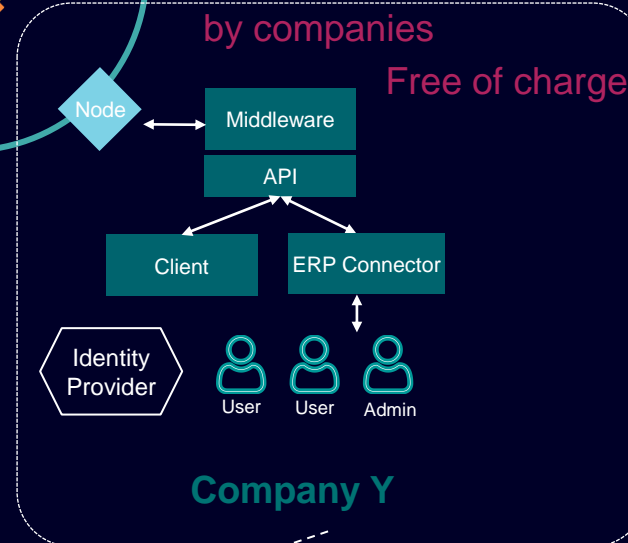 by companies
Free of charge
Node
Middleware
API
Client
ERP Connector
Identity
Provider
User
User
Admin
Company Y